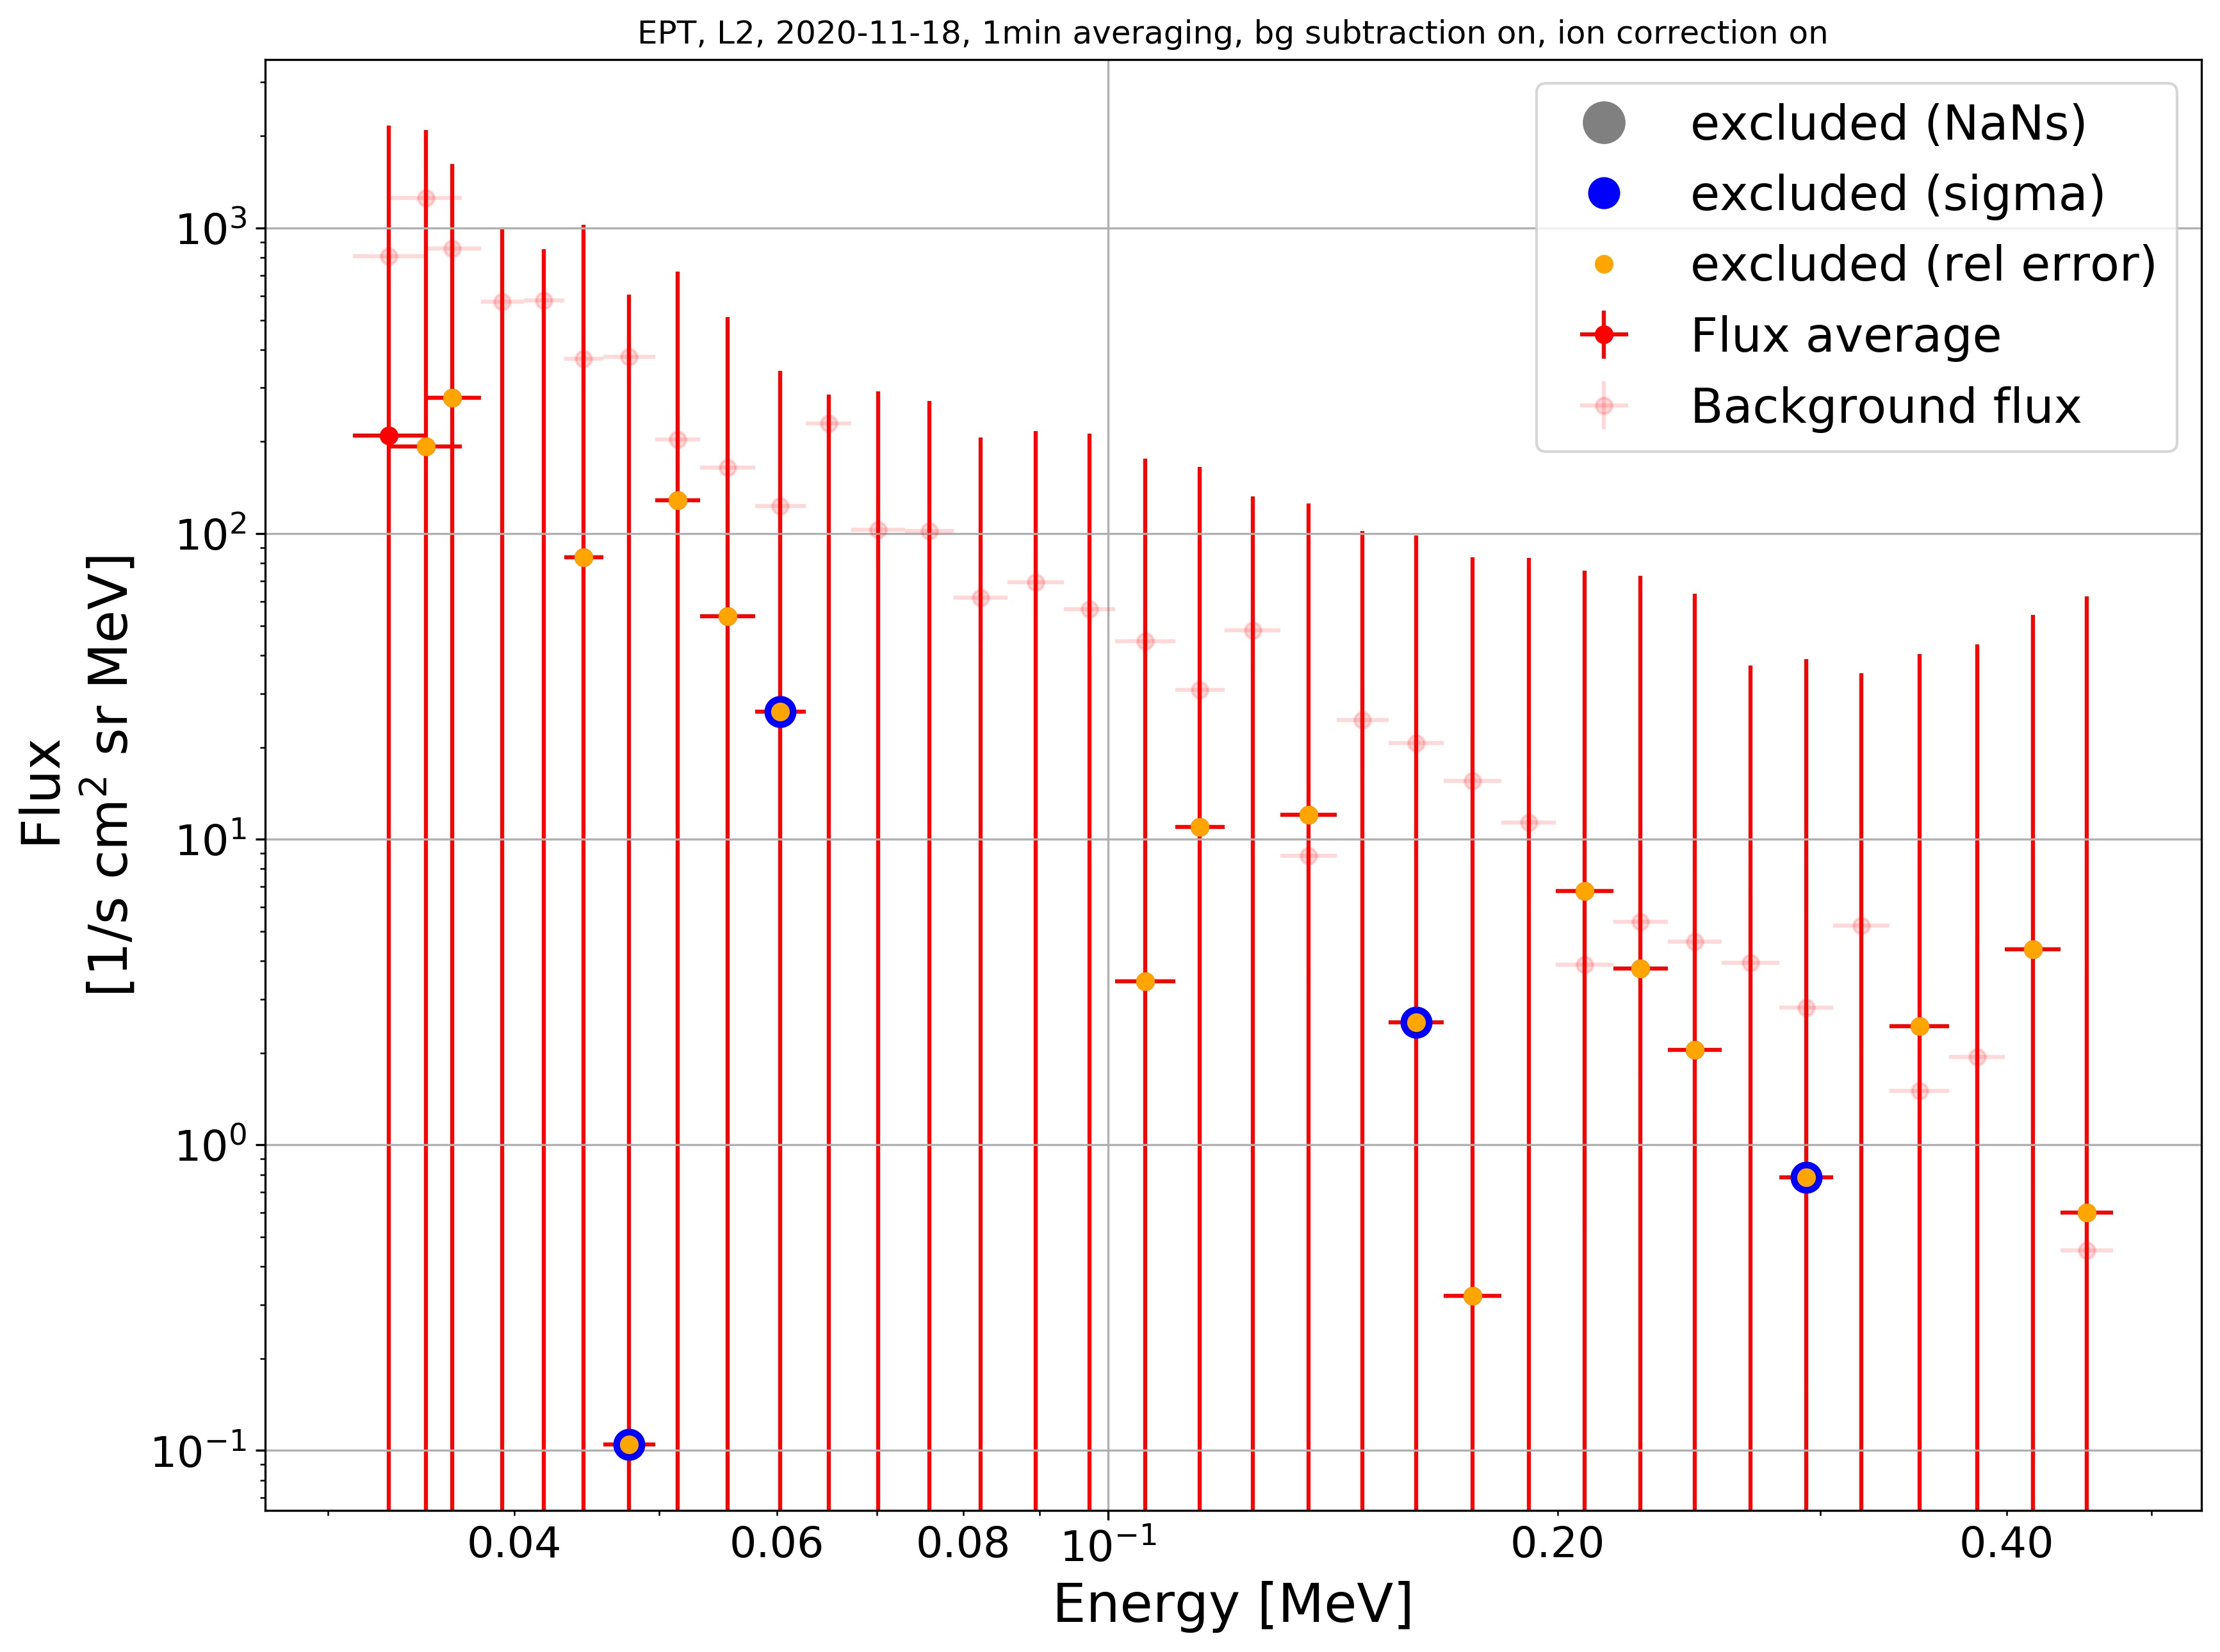 EPT, L2, 2020-11-18, 1min averaging, bg subtraction on, ion correction on
excluded (NaNs)
excluded (sigma)
excluded (rel error)
Flux average
Background flux
Flux
[1/s cm² sr MeV]
10³
10²
10¹
10⁰
10⁻¹
0.04 0.06 0.08 10⁻¹ 0.20 0.40
Energy [MeV]